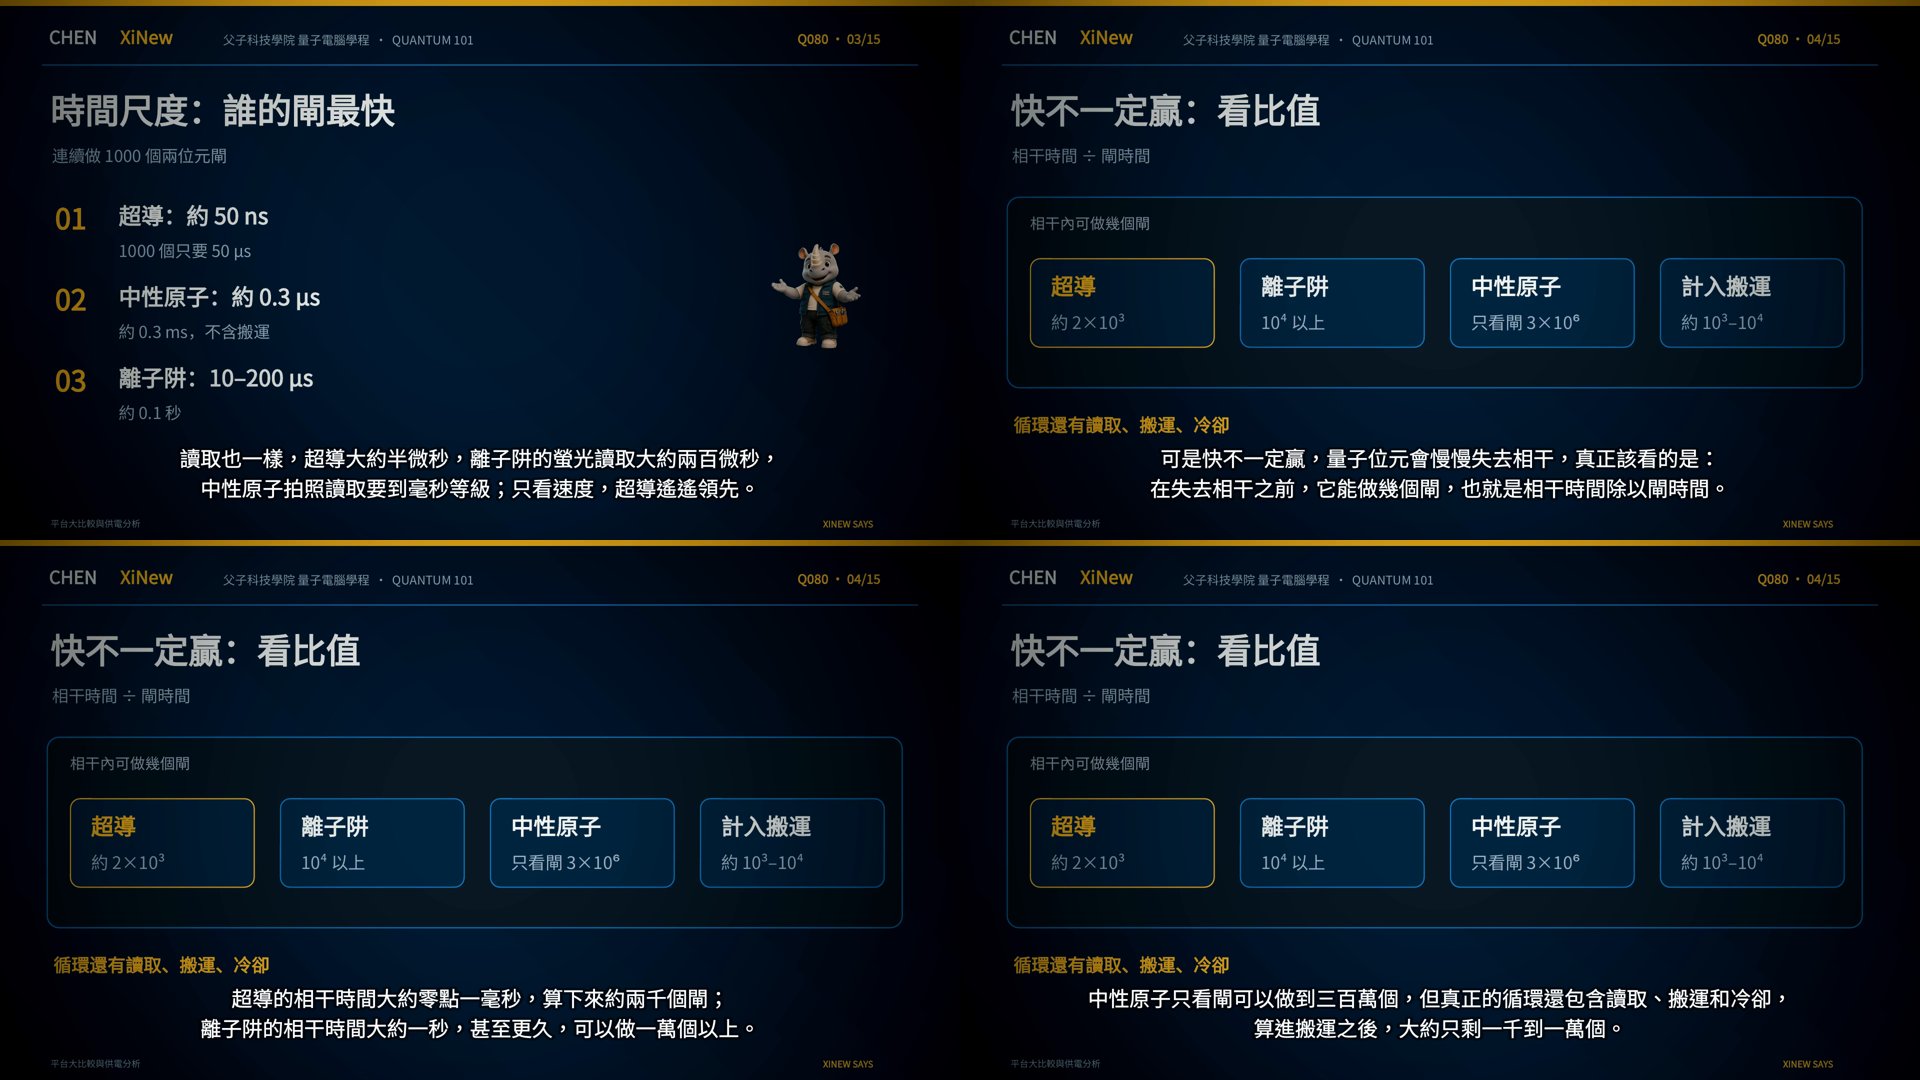 CHEN XiNew 父子科技學院 量子電腦學程 · QUANTUM 101 Q080 · 03/15
時間尺度：誰的閘最快
連續做 1000 個兩位元閘
01 超導：約 50 ns
1000 個只要 50 μs
02 中性原子：約 0.3 μs
約 0.3 ms，不含搬運
03 離子阱：10–200 μs
約 0.1 秒
讀取也一樣，超導大約半微秒，離子阱的螢光讀取大約兩百微秒，
中性原子拍照讀取要到毫秒等級；只看速度，超導遙遙領先。
平台大比較與供電分析 XINEW SAYS
CHEN XiNew 父子科技學院 量子電腦學程 · QUANTUM 101 Q080 · 04/15
快不一定贏：看比值
相干時間 ÷ 閘時間
相干內可做幾個閘
超導 離子阱 中性原子 計入搬運
約 2×10³ 10⁴ 以上 只看閘 3×10⁶ 約 10³–10⁴
循環還有讀取、搬運、冷卻
可是快不一定贏，量子位元會慢慢失去相干，真正該看的是：
在失去相干之前，它能做幾個閘，也就是相干時間除以閘時間。
平台大比較與供電分析 XINEW SAYS
CHEN XiNew 父子科技學院 量子電腦學程 · QUANTUM 101 Q080 · 04/15
快不一定贏：看比值
相干時間 ÷ 閘時間
相干內可做幾個閘
超導 離子阱 中性原子 計入搬運
約 2×10³ 10⁴ 以上 只看閘 3×10⁶ 約 10³–10⁴
循環還有讀取、搬運、冷卻
超導的相干時間大約零點一毫秒，算下來約兩千個閘；
離子阱的相干時間大約一秒，甚至更久，可以做一萬個以上。
平台大比較與供電分析 XINEW SAYS
CHEN XiNew 父子科技學院 量子電腦學程 · QUANTUM 101 Q080 · 04/15
快不一定贏：看比值
相干時間 ÷ 閘時間
相干內可做幾個閘
超導 離子阱 中性原子 計入搬運
約 2×10³ 10⁴ 以上 只看閘 3×10⁶ 約 10³–10⁴
循環還有讀取、搬運、冷卻
中性原子只看閘可以做到三百萬個，但真正的循環還包含讀取、搬運和冷卻，
算進搬運之後，大約只剩一千到一萬個。
平台大比較與供電分析 XINEW SAYS